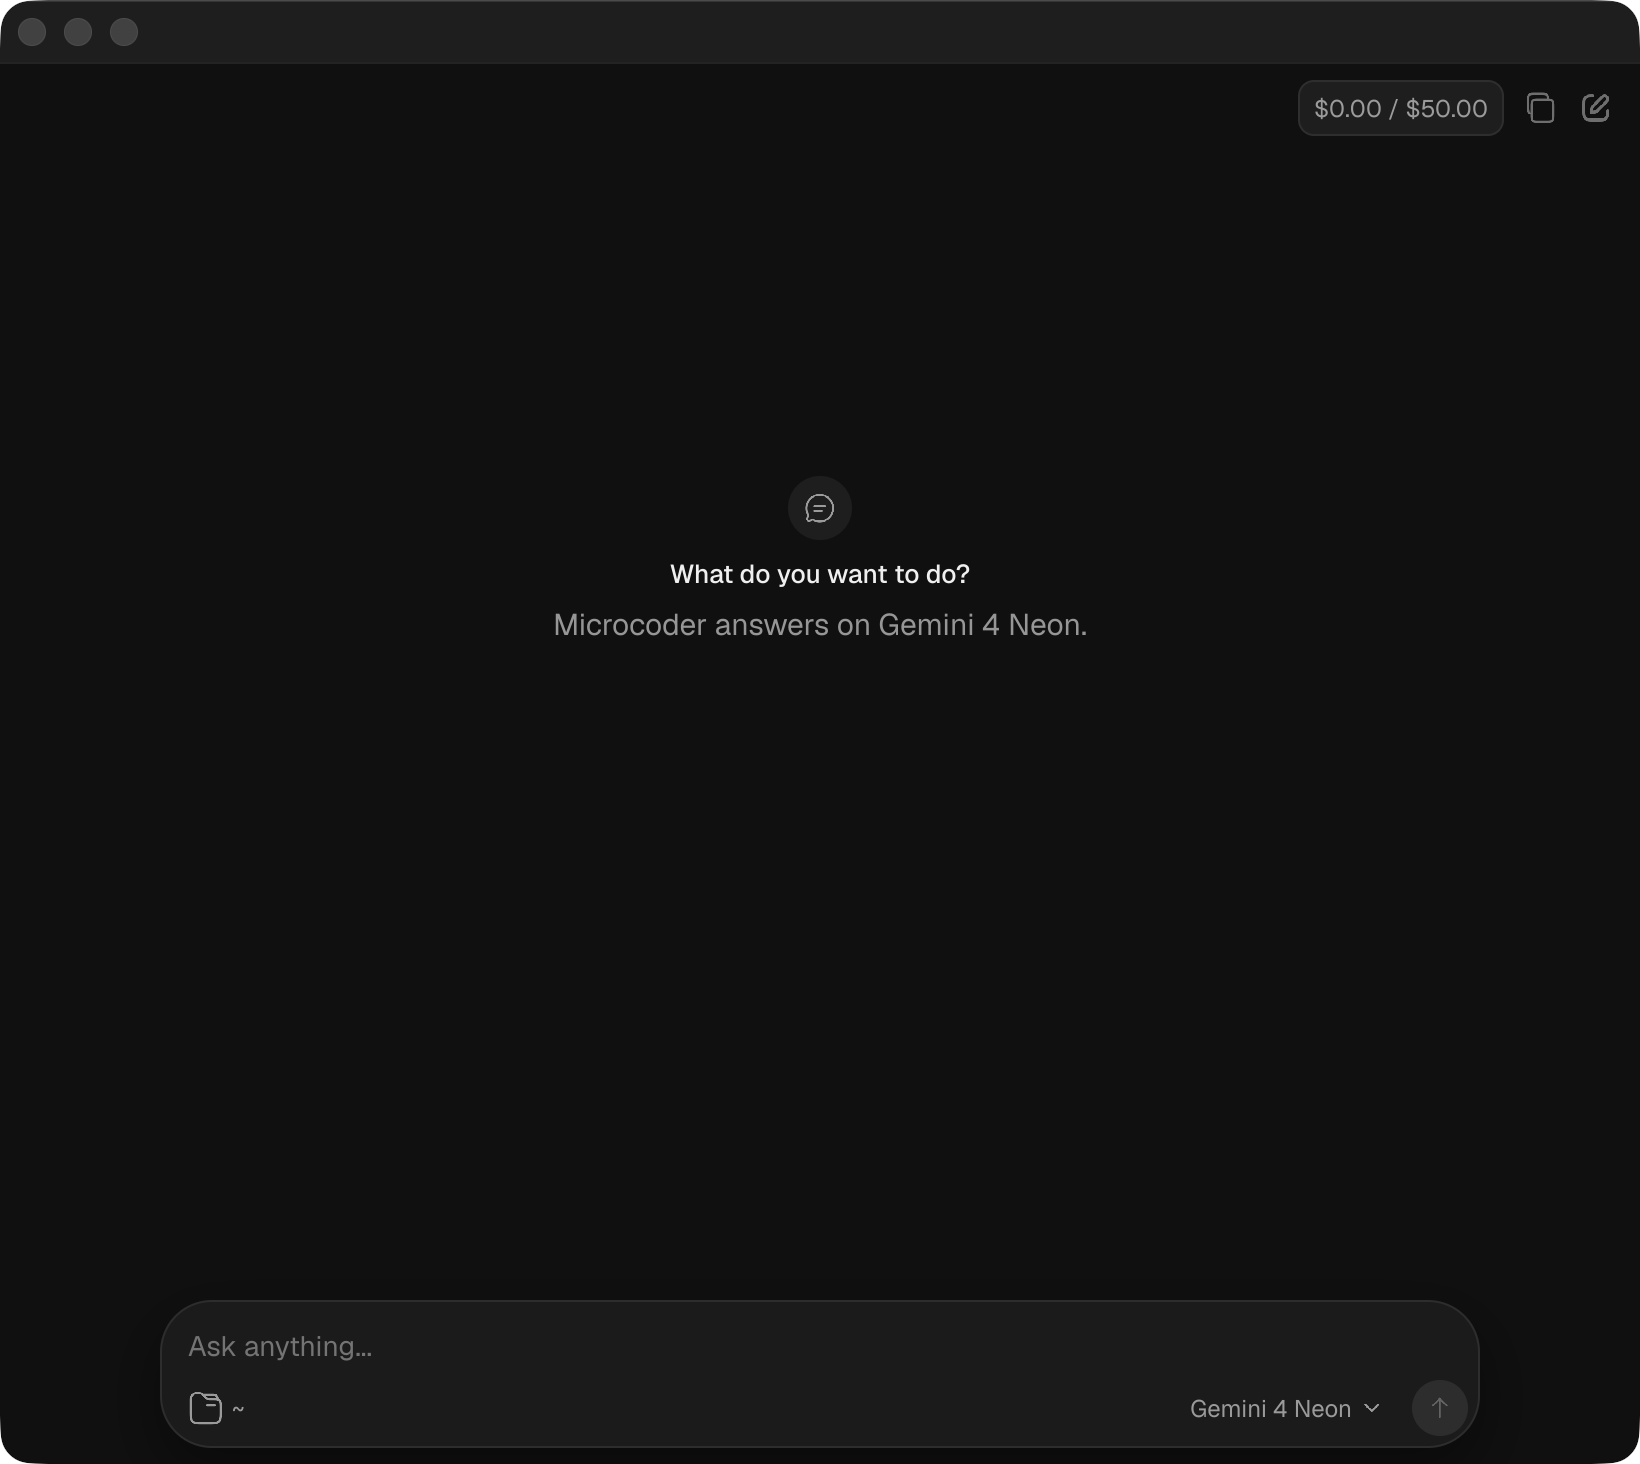 $0.00 / $50.00
What do you want to do?
Microcoder answers on Gemini 4 Neon.
Ask anything...
~
Gemini 4 Neon